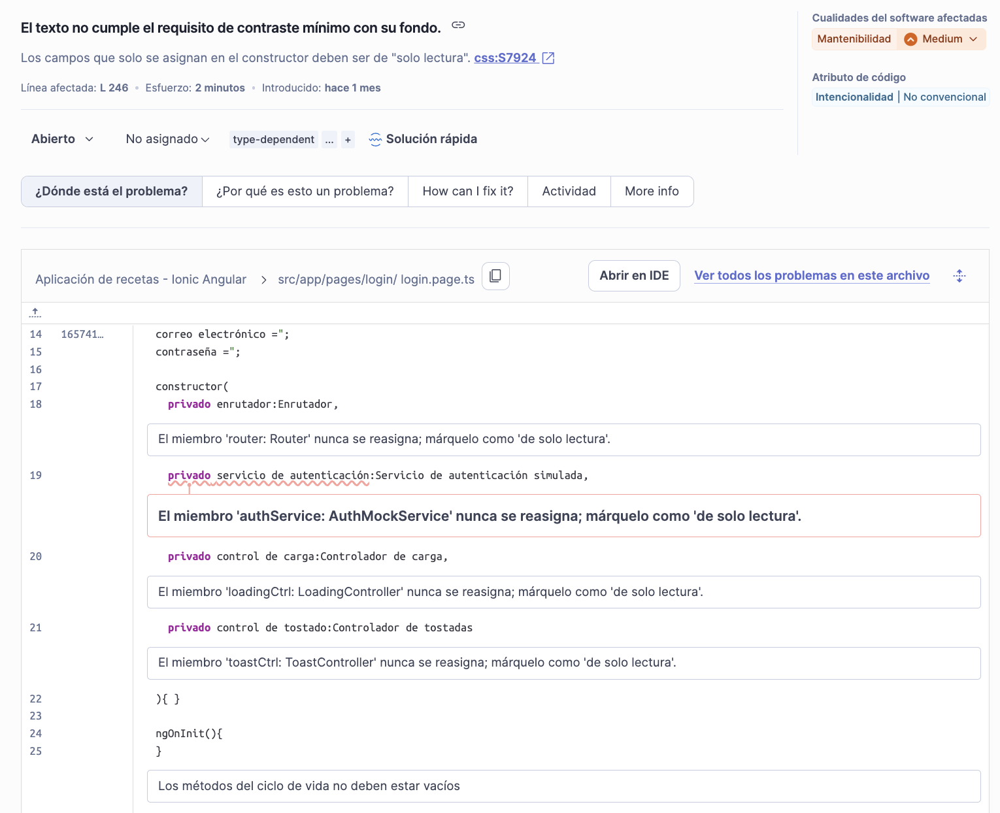 El texto no cumple el requisito de contraste mínimo con su fondo.
Los campos que solo se asignan en el constructor deben ser de "solo lectura". css:S7924
Línea afectada: L 246 • Esfuerzo: 2 minutos • Introducido: hace 1 mes
Cualidades del software afectadas
Mantenibilidad Medium
Atributo de código
Intencionalidad | No convencional
Abierto No asignado type-dependent ... + Solución rápida
¿Dónde está el problema? ¿Por qué es esto un problema? How can I fix it? Actividad More info
Aplicación de recetas - Ionic Angular > src/app/pages/login/ login.page.ts Abrir en IDE Ver todos los problemas en este archivo
14 165741… correo electrónico =";
15 contraseña =";
16
17 constructor(
18 privado enrutador:Enrutador,
El miembro 'router: Router' nunca se reasigna; márquelo como 'de solo lectura'.
19 privado servicio de autenticación:Servicio de autenticación simulada,
El miembro 'authService: AuthMockService' nunca se reasigna; márquelo como 'de solo lectura'.
20 privado control de carga:Controlador de carga,
El miembro 'loadingCtrl: LoadingController' nunca se reasigna; márquelo como 'de solo lectura'.
21 privado control de tostado:Controlador de tostadas
El miembro 'toastCtrl: ToastController' nunca se reasigna; márquelo como 'de solo lectura'.
22 ){ }
23
24 ngOnInit(){
25 }
Los métodos del ciclo de vida no deben estar vacíos